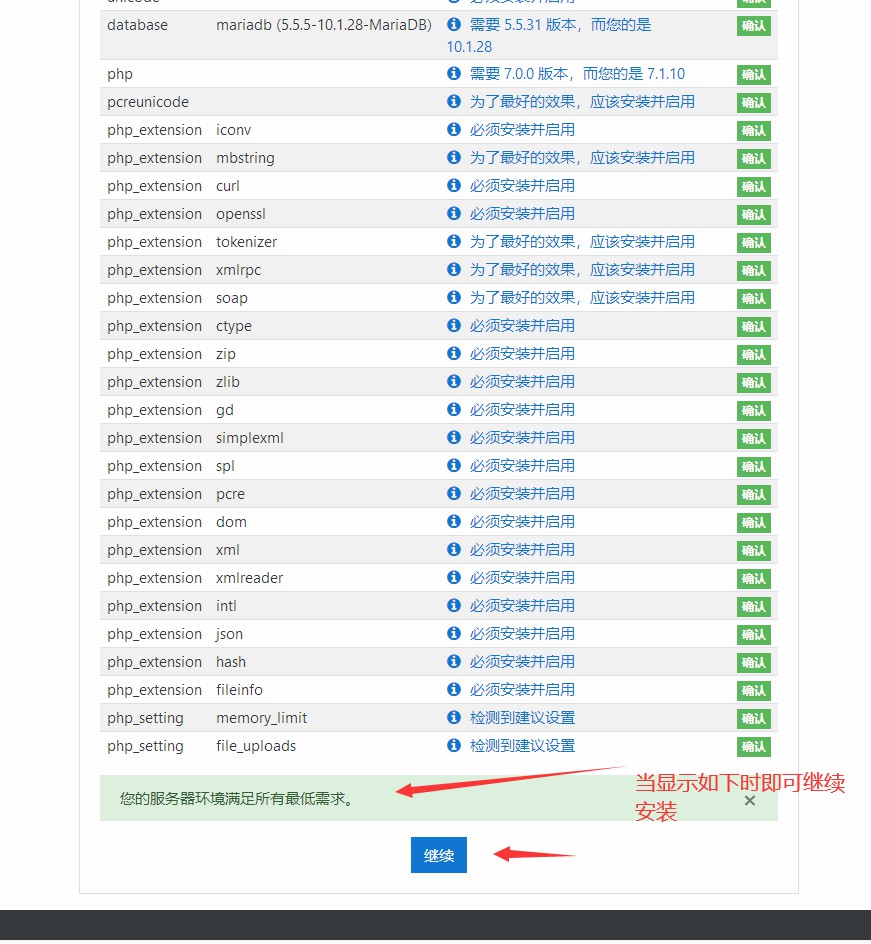 unicode 必须安装并启用 确认
database mariadb (5.5.5-10.1.28-MariaDB) 需要 5.5.31 版本，而您的是 确认
10.1.28
php 需要 7.0.0 版本，而您的是 7.1.10 确认
pcreunicode 为了最好的效果，应该安装并启用 确认
php_extension iconv 必须安装并启用 确认
php_extension mbstring 为了最好的效果，应该安装并启用 确认
php_extension curl 必须安装并启用 确认
php_extension openssl 必须安装并启用 确认
php_extension tokenizer 为了最好的效果，应该安装并启用 确认
php_extension xmlrpc 为了最好的效果，应该安装并启用 确认
php_extension soap 为了最好的效果，应该安装并启用 确认
php_extension ctype 必须安装并启用 确认
php_extension zip 必须安装并启用 确认
php_extension zlib 必须安装并启用 确认
php_extension gd 必须安装并启用 确认
php_extension simplexml 必须安装并启用 确认
php_extension spl 必须安装并启用 确认
php_extension pcre 必须安装并启用 确认
php_extension dom 必须安装并启用 确认
php_extension xml 必须安装并启用 确认
php_extension xmlreader 必须安装并启用 确认
php_extension intl 必须安装并启用 确认
php_extension json 必须安装并启用 确认
php_extension hash 必须安装并启用 确认
php_extension fileinfo 必须安装并启用 确认
php_setting memory_limit 检测到建议设置 确认
php_setting file_uploads 检测到建议设置 确认
您的服务器环境满足所有最低需求。
当显示如下时即可继续
安装
继续